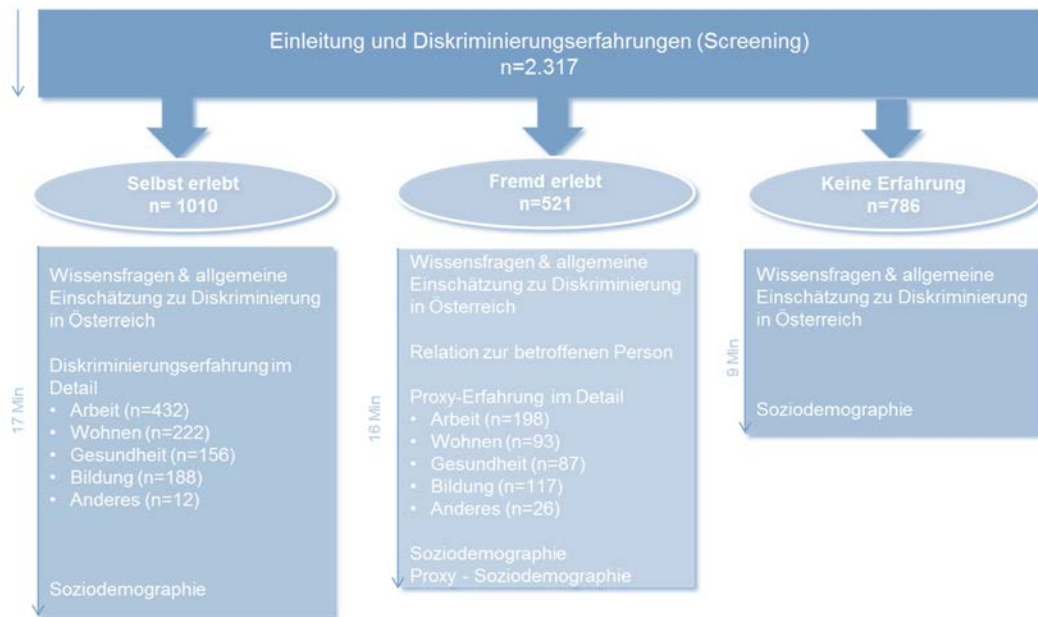 Einleitung und Diskriminierungserfahrungen (Screening)
n=2.317
Selbst erlebt
n= 1010
Fremd erlebt
n=521
Keine Erfahrung
n=786
17 Min
Wissensfragen & allgemeine
Einschätzung zu Diskriminierung
in Österreich
Diskriminierungserfahrung im
Detail
• Arbeit (n=432)
• Wohnen (n=222)
• Gesundheit (n=156)
• Bildung (n=188)
• Anderes (n=12)
Soziodemographie
16 Min
Wissensfragen & allgemeine
Einschätzung zu Diskriminierung
in Österreich
Relation zur betroffenen Person
Proxy-Erfahrung im Detail
• Arbeit (n=198)
• Wohnen (n=93)
• Gesundheit (n=87)
• Bildung (n=117)
• Anderes (n=26)
Soziodemographie
Proxy - Soziodemographie
9 Min
Wissensfragen & allgemeine
Einschätzung zu Diskriminierung
in Österreich
Soziodemographie